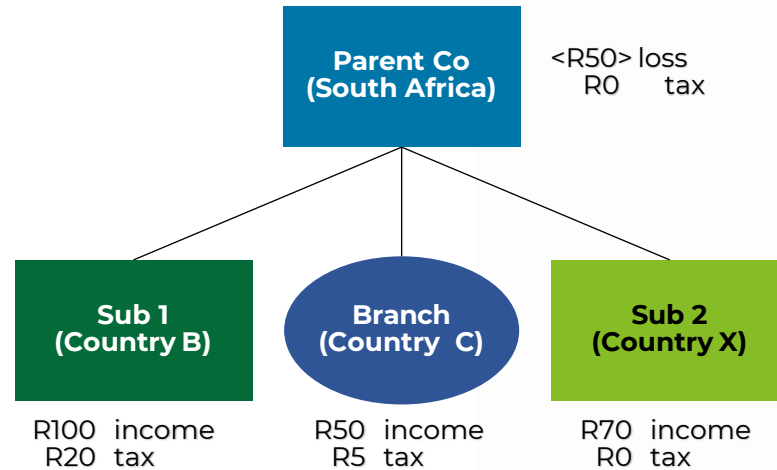 Parent Co
(South Africa)
<R50> loss
R0 tax
Sub 1
(Country B)
Branch
(Country C)
Sub 2
(Country X)
R100 income
R20 tax
R50 income
R5 tax
R70 income
R0 tax